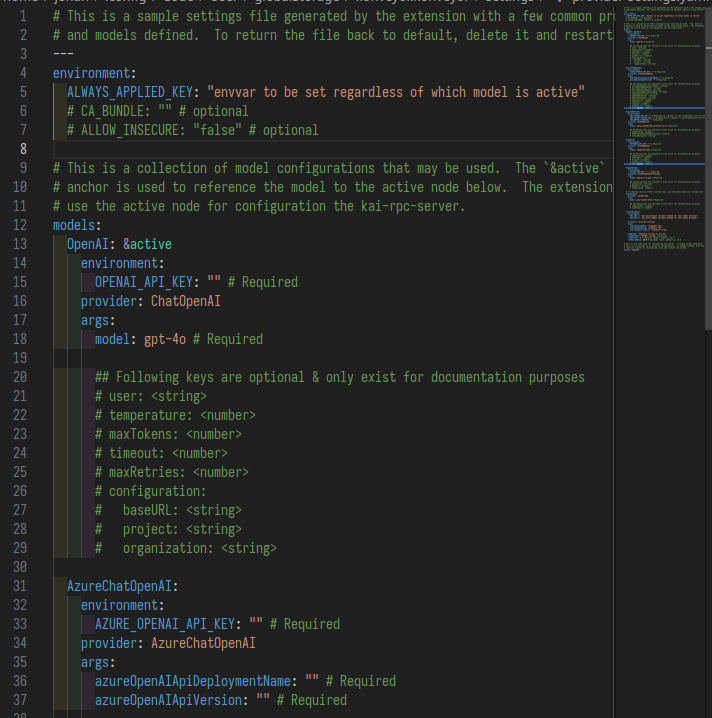 1 # This is a sample settings file generated by the extension with a few common pr
2 # and models defined.  To return the file back to default, delete it and restart
3 ---
4 environment:
5   ALWAYS_APPLIED_KEY: "envvar to be set regardless of which model is active"
6   # CA_BUNDLE: "" # optional
7   # ALLOW_INSECURE: "false" # optional
8
9 # This is a collection of model configurations that may be used.  The `&active`
10 # anchor is used to reference the model to the active node below.  The extension
11 # use the active node for configuration the kai-rpc-server.
12 models:
13   OpenAI: &active
14     environment:
15       OPENAI_API_KEY: "" # Required
16     provider: ChatOpenAI
17     args:
18       model: gpt-4o # Required
19
20       ## Following keys are optional & only exist for documentation purposes
21       # user: <string>
22       # temperature: <number>
23       # maxTokens: <number>
24       # timeout: <number>
25       # maxRetries: <number>
26       # configuration:
27       #   baseURL: <string>
28       #   project: <string>
29       #   organization: <string>
30
31   AzureChatOpenAI:
32     environment:
33       AZURE_OPENAI_API_KEY: "" # Required
34     provider: AzureChatOpenAI
35     args:
36       azureOpenAIApiDeploymentName: "" # Required
37       azureOpenAIApiVersion: "" # Required